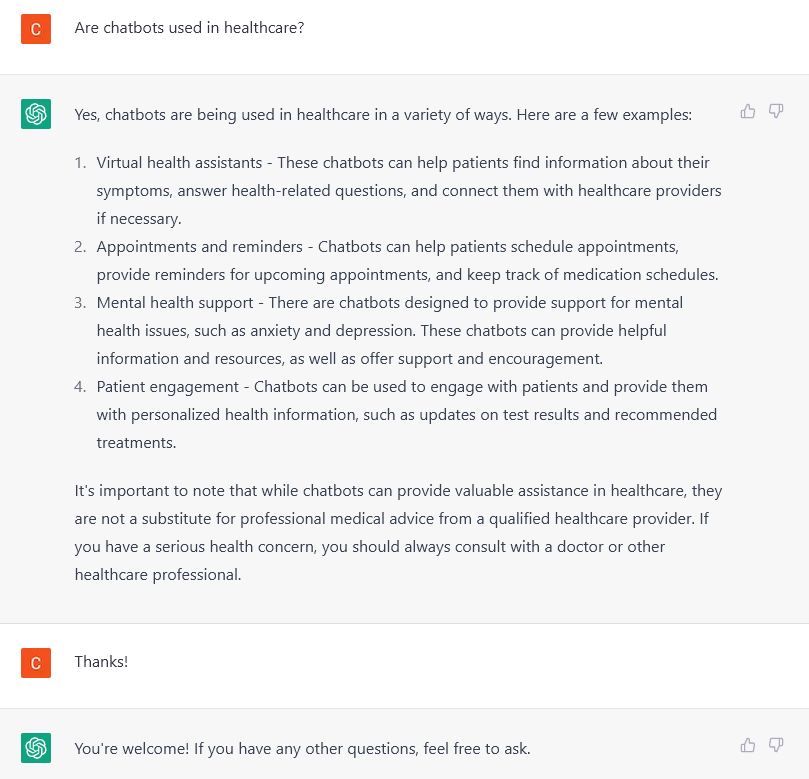 C
Are chatbots used in healthcare?
Yes, chatbots are being used in healthcare in a variety of ways. Here are a few examples:
1. Virtual health assistants - These chatbots can help patients find information about their
symptoms, answer health-related questions, and connect them with healthcare providers
if necessary.
2. Appointments and reminders - Chatbots can help patients schedule appointments,
provide reminders for upcoming appointments, and keep track of medication schedules.
3. Mental health support - There are chatbots designed to provide support for mental
health issues, such as anxiety and depression. These chatbots can provide helpful
information and resources, as well as offer support and encouragement.
4. Patient engagement - Chatbots can be used to engage with patients and provide them
with personalized health information, such as updates on test results and recommended
treatments.
It's important to note that while chatbots can provide valuable assistance in healthcare, they
are not a substitute for professional medical advice from a qualified healthcare provider. If
you have a serious health concern, you should always consult with a doctor or other
healthcare professional.
C
Thanks!
You're welcome! If you have any other questions, feel free to ask.